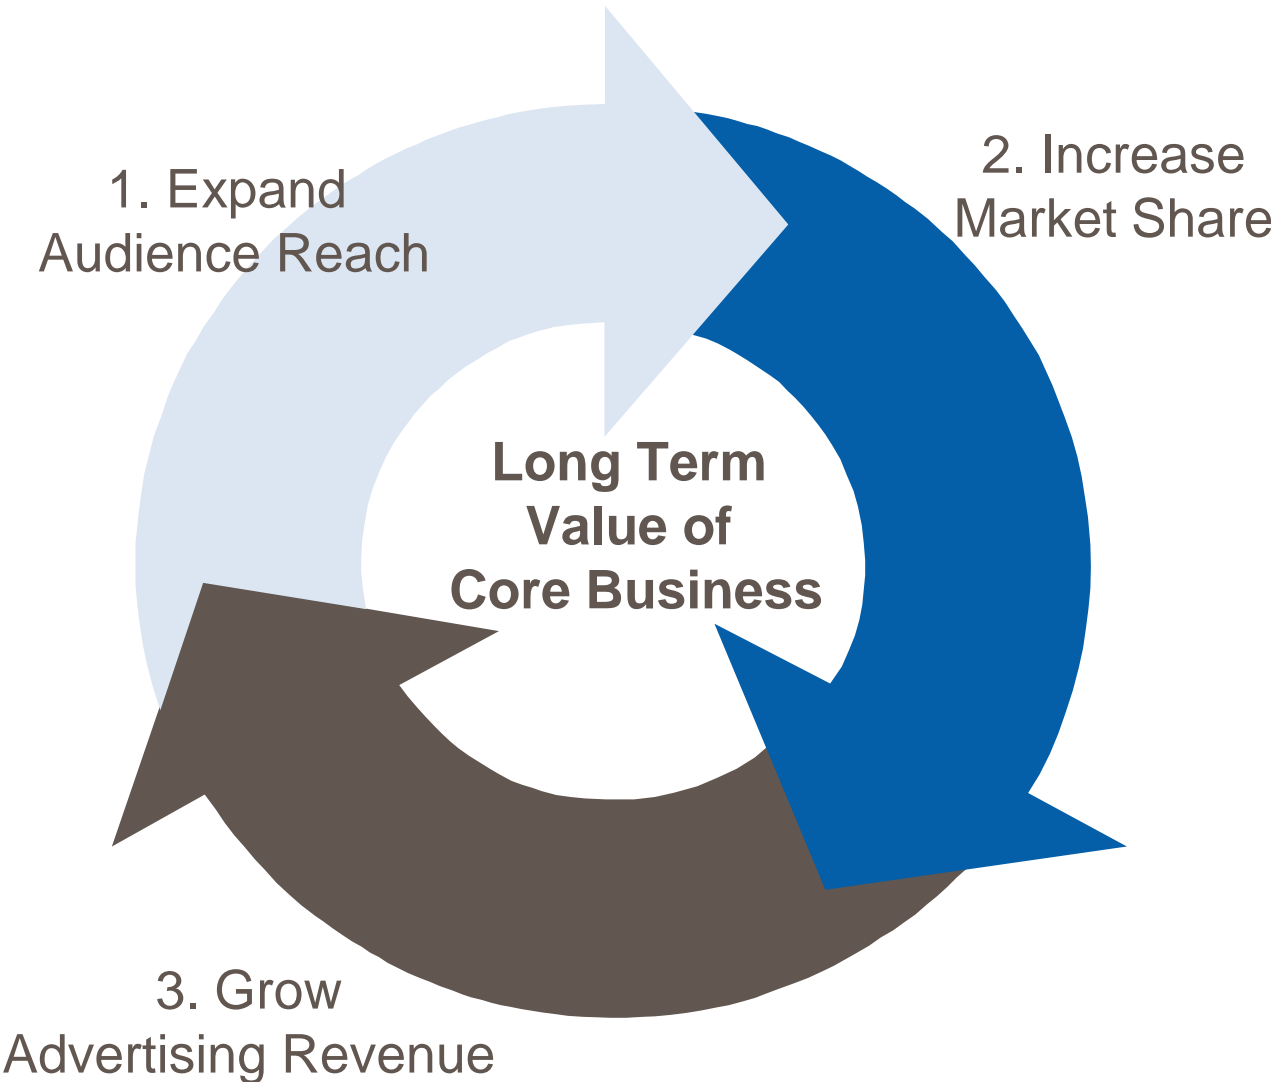 1. Expand
Audience Reach
2. Increase
Market Share
Long Term
Value of
Core Business
3. Grow
Advertising Revenue